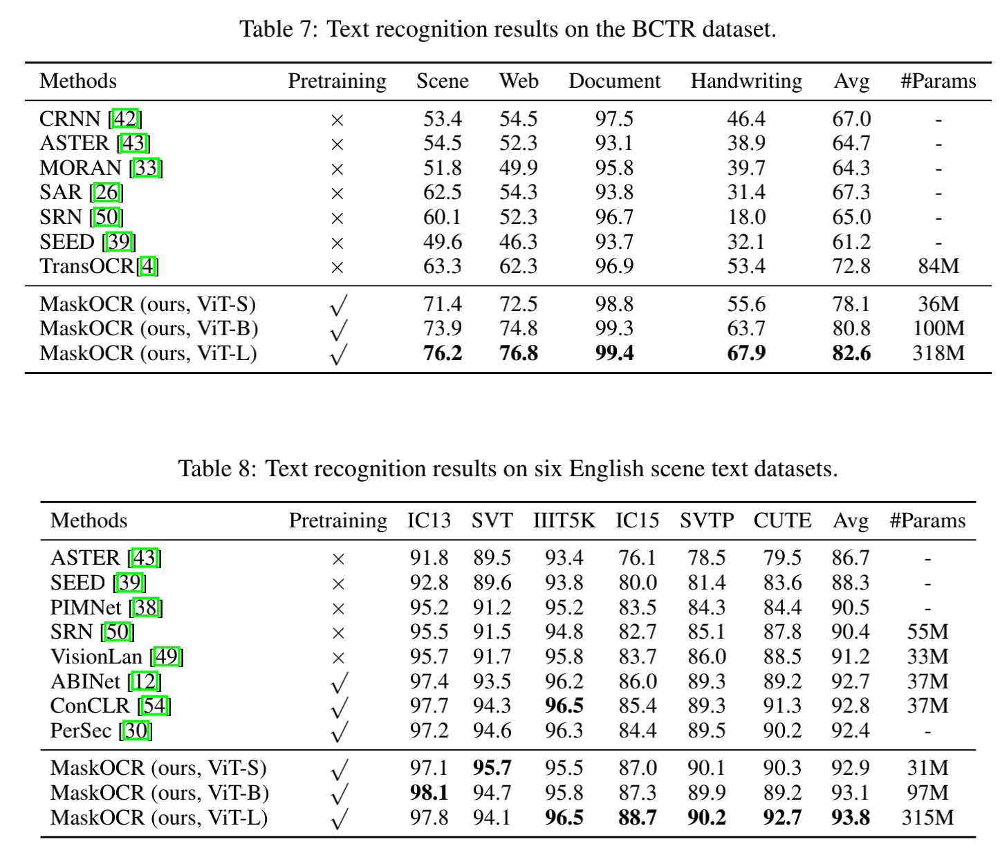 Table 7: Text recognition results on the BCTR dataset.
Methods Pretraining Scene Web Document Handwriting Avg #Params
CRNN [42] × 53.4 54.5 97.5 46.4 67.0 -
ASTER [43] × 54.5 52.3 93.1 38.9 64.7 -
MORAN [33] × 51.8 49.9 95.8 39.7 64.3 -
SAR [26] × 62.5 54.3 93.8 31.4 67.3 -
SRN [50] × 60.1 52.3 96.7 18.0 65.0 -
SEED [39] × 49.6 46.3 93.7 32.1 61.2 -
TransOCR[4] × 63.3 62.3 96.9 53.4 72.8 84M
MaskOCR (ours, ViT-S) √ 71.4 72.5 98.8 55.6 78.1 36M
MaskOCR (ours, ViT-B) √ 73.9 74.8 99.3 63.7 80.8 100M
MaskOCR (ours, ViT-L) √ 76.2 76.8 99.4 67.9 82.6 318M
Table 8: Text recognition results on six English scene text datasets.
Methods Pretraining IC13 SVT IIIT5K IC15 SVTP CUTE Avg #Params
ASTER [43] × 91.8 89.5 93.4 76.1 78.5 79.5 86.7 -
SEED [39] × 92.8 89.6 93.8 80.0 81.4 83.6 88.3 -
PIMNet [38] × 95.2 91.2 95.2 83.5 84.3 84.4 90.5 -
SRN [50] × 95.5 91.5 94.8 82.7 85.1 87.8 90.4 55M
VisionLan [49] × 95.7 91.7 95.8 83.7 86.0 88.5 91.2 33M
ABINet [12] √ 97.4 93.5 96.2 86.0 89.3 89.2 92.7 37M
ConCLR [54] √ 97.7 94.3 96.5 85.4 89.3 91.3 92.8 37M
PerSec [30] √ 97.2 94.6 96.3 84.4 89.5 90.2 92.4 -
MaskOCR (ours, ViT-S) √ 97.1 95.7 95.5 87.0 90.1 90.3 92.9 31M
MaskOCR (ours, ViT-B) √ 98.1 94.7 95.8 87.3 89.9 89.2 93.1 97M
MaskOCR (ours, ViT-L) √ 97.8 94.1 96.5 88.7 90.2 92.7 93.8 315M